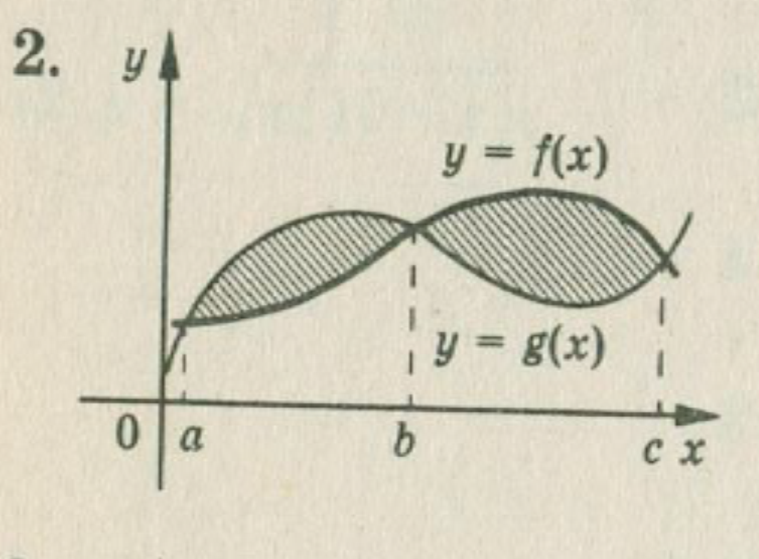 2.
y
y = f(x)
y = g(x)
0 a b c x